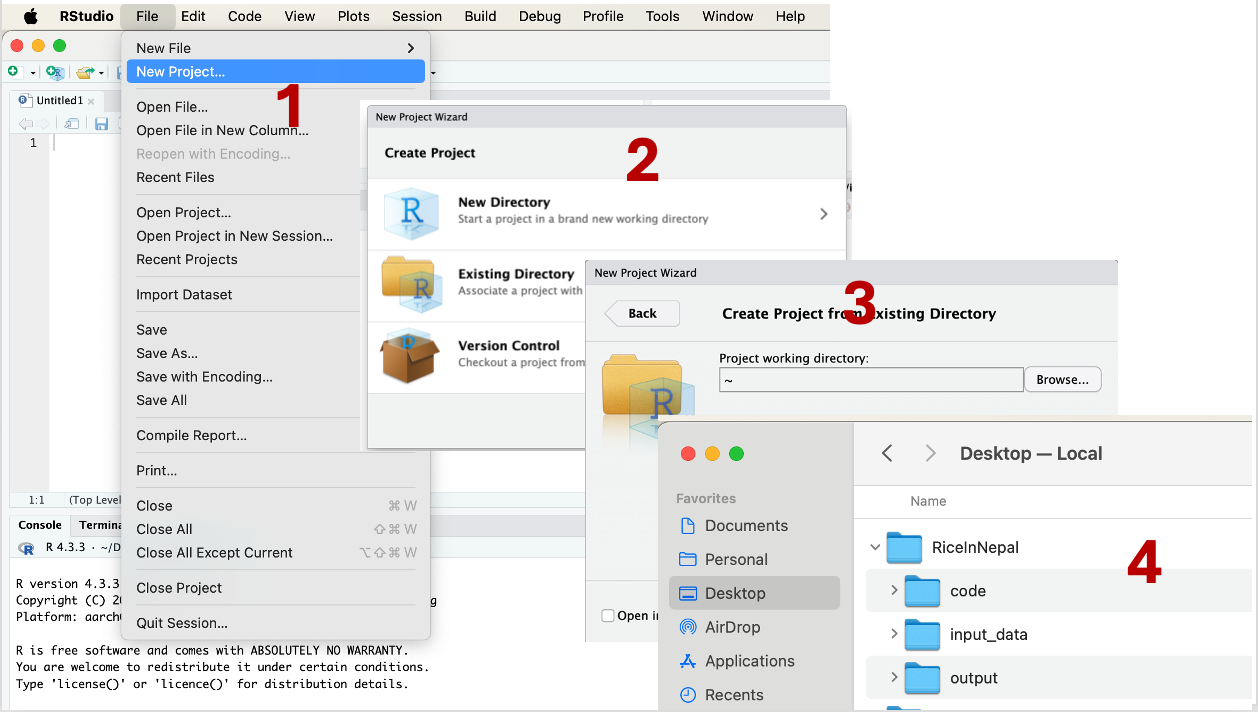 RStudio File Edit Code View Plots Session Build Debug Profile Tools Window Help
New File
New Project...
1
Untitled1
Open File...
Open File in New Column...
Reopen with Encoding...
Recent Files
Open Project...
Open Project in New Session...
Recent Projects
Import Dataset
Save
Save As...
Save with Encoding...
Save All
Compile Report...
Print...
Close ⌘ W
Close All ⇧ ⌘ W
Close All Except Current ⌥ ⇧ ⌘ W
Close Project
Quit Session...
1
1:1 (Top Level
Console Termina
R 4.3.3 · ~/D
R version 4.3.3
Copyright (C) 20
Platform: aarch
R is free software and comes with ABSOLUTELY NO WARRANTY.
You are welcome to redistribute it under certain conditions.
Type 'license()' or 'licence()' for distribution details.
New Project Wizard
2
Create Project
New Directory
Start a project in a brand new working directory
Existing Directory
Associate a project with
Version Control
Checkout a project from
New Project Wizard
3
Back
Create Project from Existing Directory
Project working directory:
~
Browse...
Open in
Desktop — Local
Favorites
Documents
Personal
Desktop
AirDrop
Applications
Recents
Name
RiceInNepal
4
code
input_data
output